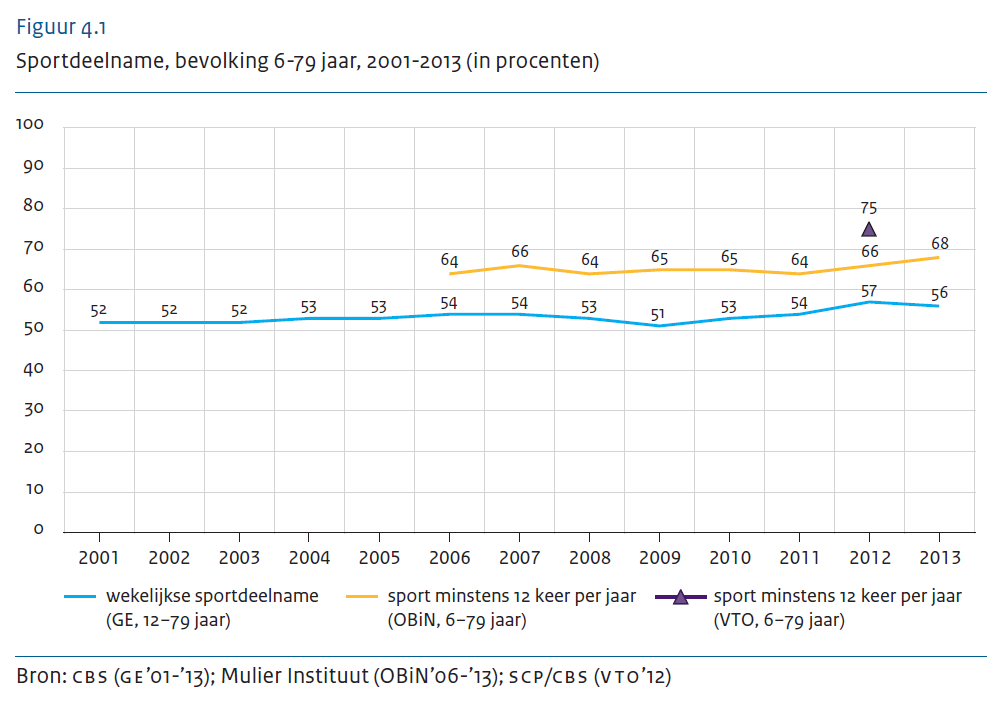 Figuur 4.1
Sportdeelname, bevolking 6-79 jaar, 2001-2013 (in procenten)
100
90
80
70
60
50
40
30
20
10
0
75
64 66 64 65 65 64 66 68
52 52 52 53 53 54 54 53 51 53 54 57 56
2001 2002 2003 2004 2005 2006 2007 2008 2009 2010 2011 2012 2013
wekelijkse sportdeelname sport minstens 12 keer per jaar sport minstens 12 keer per jaar
(GE, 12–79 jaar) (OBiN, 6–79 jaar) (VTO, 6–79 jaar)
Bron: CBS (GE’01-’13); Mulier Instituut (OBiN’06-’13); SCP/CBS (VTO’12)